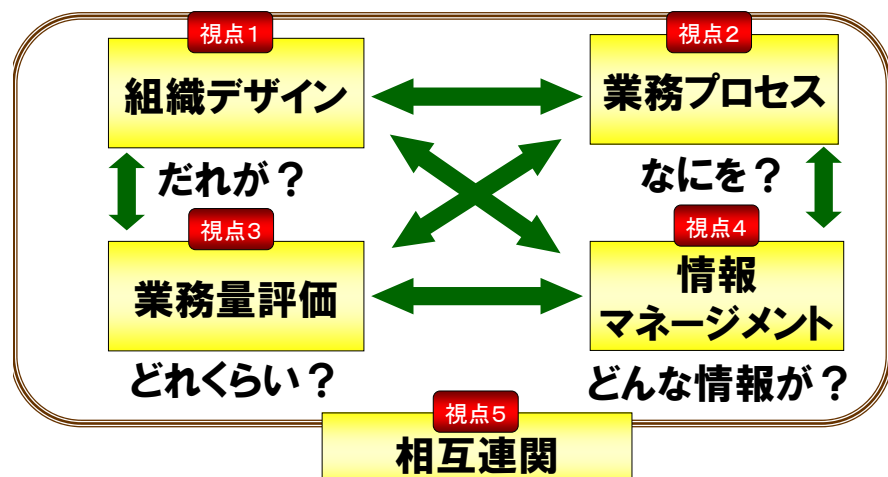 視点1
組織デザイン
だれが？
視点2
業務プロセス
なにを？
視点3
業務量評価
どれくらい？
視点4
情報
マネージメント
どんな情報が？
視点5
相互連関